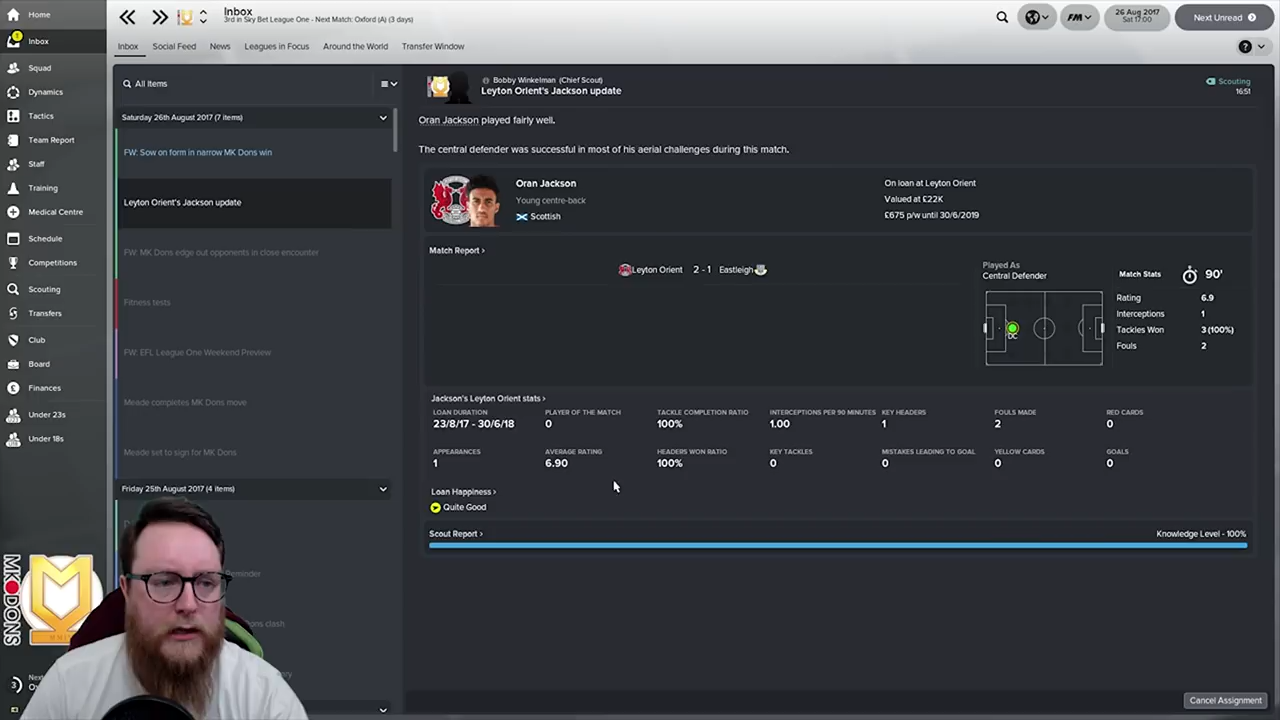 Home
Inbox
Squad
Dynamics
Tactics
Team Report
Staff
Training
Medical Centre
Schedule
Competitions
Scouting
Transfers
Club
Board
Finances
Under 23s
Under 18s
MK DONS
Inbox
3rd in Sky Bet League One - Next Match: Oxford (A) (3 days)
FM
26 Aug 2017
Sat 17:00
Next Unread
Inbox Social Feed News Leagues in Focus Around the World Transfer Window
?
All Items
Saturday 26th August 2017 (7 items)
FW: Sow on form in narrow MK Dons win
Leyton Orient's Jackson update
FW: MK Dons edge out opponents in close encounter
Fitness tests
FW: EFL League One Weekend Preview
Meade completes MK Dons move
Meade set to sign for MK Dons
Friday 25th August 2017 (4 items)
Reminder
ons clash
Bobby Winkelman (Chief Scout)
Leyton Orient's Jackson update
Scouting
16:51
Oran Jackson played fairly well.
The central defender was successful in most of his aerial challenges during this match.
Oran Jackson
Young centre-back
Scottish
On loan at Leyton Orient
Valued at £22K
£675 p/w until 30/6/2019
Match Report >
Leyton Orient 2 - 1 Eastleigh
Played As
Central Defender
DC
Match Stats 90'
Rating 6.9
Interceptions 1
Tackles Won 3 (100%)
Fouls 2
Jackson's Leyton Orient stats >
LOAN DURATION PLAYER OF THE MATCH TACKLE COMPLETION RATIO INTERCEPTIONS PER 90 MINUTES KEY HEADERS FOULS MADE RED CARDS
23/8/17 - 30/6/18 0 100% 1.00 1 2 0
APPEARANCES AVERAGE RATING HEADERS WON RATIO KEY TACKLES MISTAKES LEADING TO GOAL YELLOW CARDS GOALS
1 6.90 100% 0 0 0 0
Loan Happiness >
Quite Good
Scout Report >
Knowledge Level - 100%
Cancel Assignment